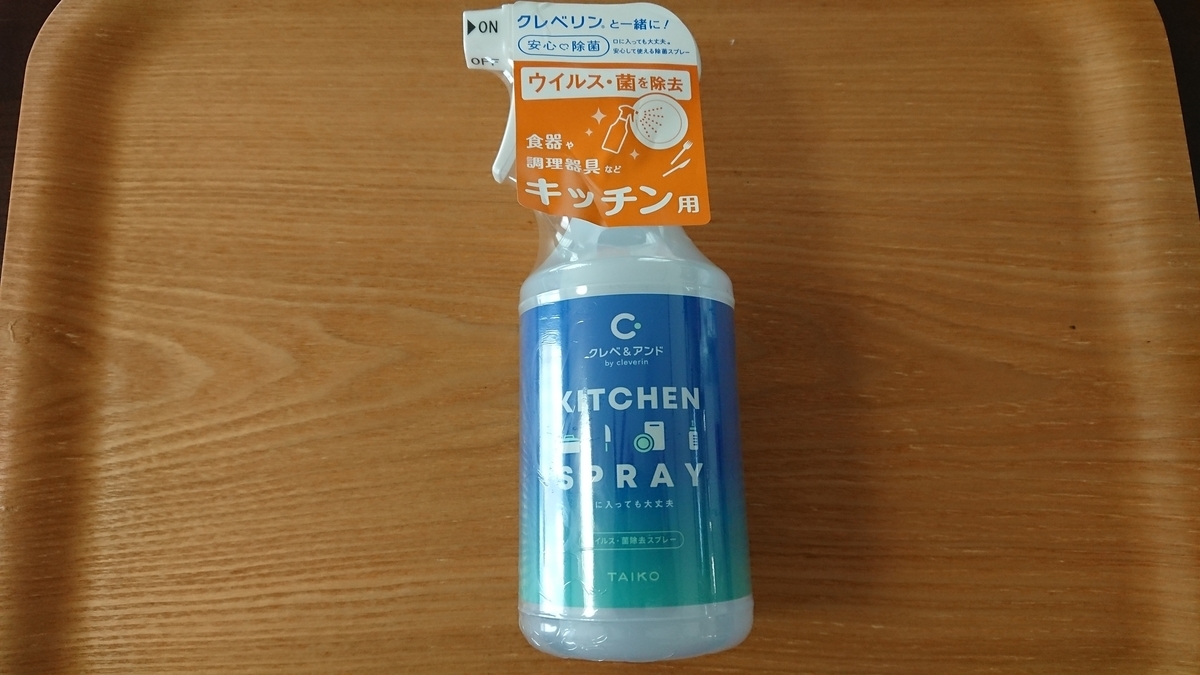 ON
OFF
クレベリン®と一緒に!
安心♡除菌
口に入っても大丈夫。
安心して使える除菌スプレー
ウイルス・菌を除去
食器や
調理器具など
キッチン用
C
クレベ&アンド
by cleverin
KITCHEN
SPRAY
に入っても大丈夫
イルス・菌除去スプレー
TAIKO